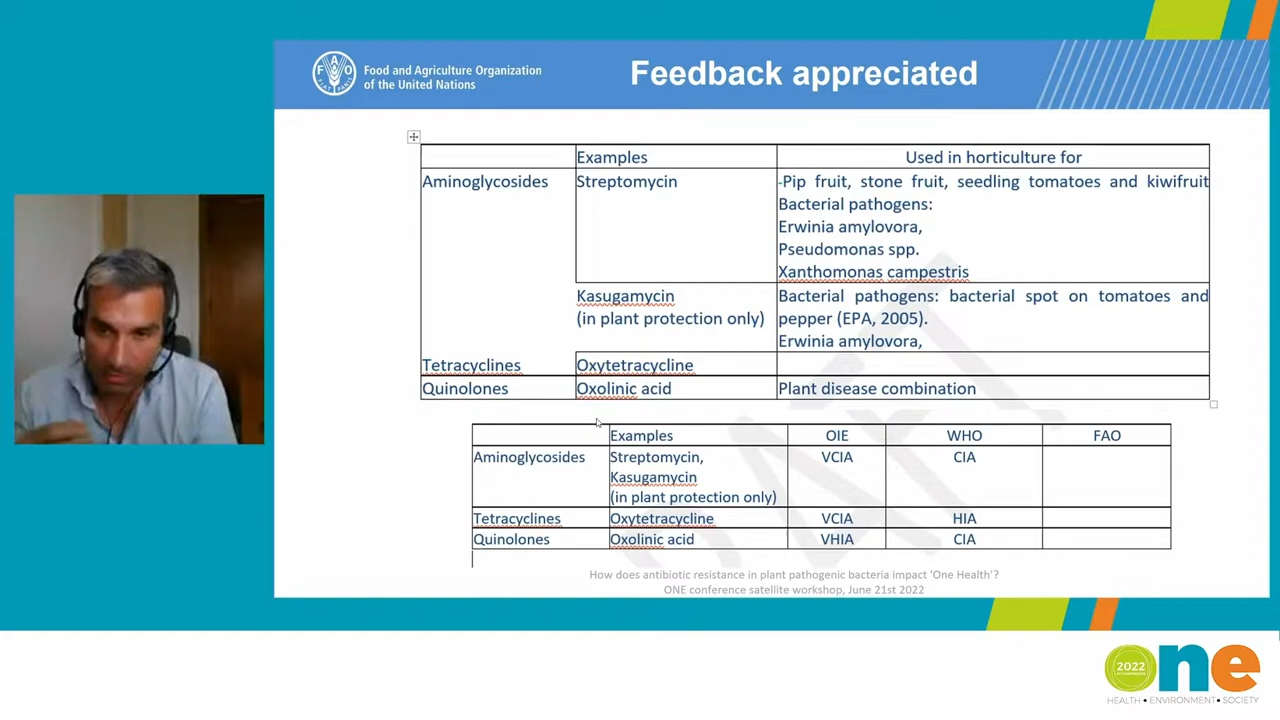 Food and Agriculture Organization
of the United Nations
Feedback appreciated
Examples
Used in horticulture for
Aminoglycosides
Streptomycin
-Pip fruit, stone fruit, seedling tomatoes and kiwifruit
Bacterial pathogens:
Erwinia amylovora,
Pseudomonas spp.
Xanthomonas campestris
Kasugamycin
(in plant protection only)
Bacterial pathogens: bacterial spot on tomatoes and
pepper (EPA, 2005).
Erwinia amylovora,
Tetracyclines
Oxytetracycline
Quinolones
Oxolinic acid
Plant disease combination
Examples
OIE
WHO
FAO
Aminoglycosides
Streptomycin,
Kasugamycin
(in plant protection only)
VCIA
CIA
Tetracyclines
Oxytetracycline
VCIA
HIA
Quinolones
Oxolinic acid
VHIA
CIA
How does antibiotic resistance in plant pathogenic bacteria impact 'One Health'?
ONE conference satellite workshop, June 21st 2022
2022
one
HEALTH • ENVIRONMENT • SOCIETY